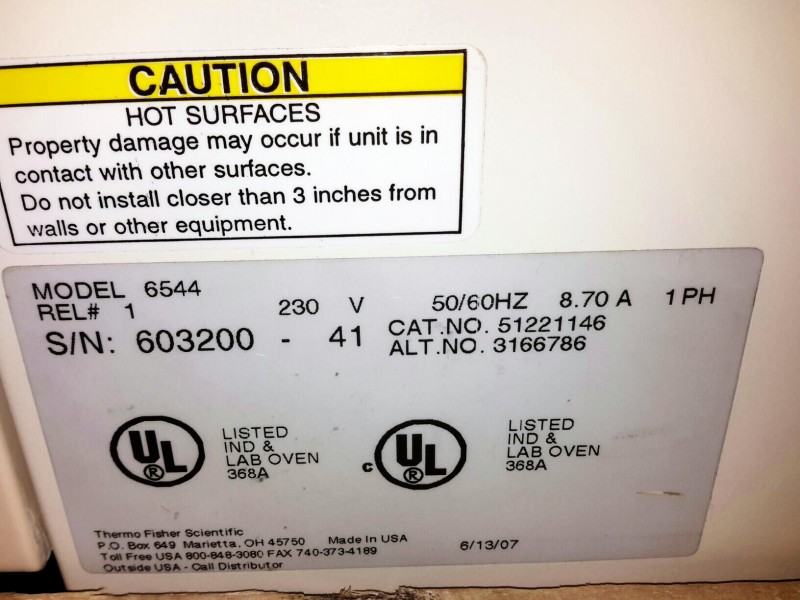 CAUTION
HOT SURFACES
Property damage may occur if unit is in
contact with other surfaces.
Do not install closer than 3 inches from
walls or other equipment.
MODEL 6544
REL# 1 230 V 50/60HZ 8.70 A 1 PH
S/N: 603200 - 41 CAT.NO. 51221146
ALT.NO. 3166786
UL ®
LISTED
IND &
LAB OVEN
368A
C UL ®
LISTED
IND &
LAB OVEN
368A
Thermo Fisher Scientific
P.O. Box 649 Marietta, OH 45750 Made In USA
Toll Free USA 800-848-3080 FAX 740-373-4189
Outside USA - Call Distributor
6/13/07